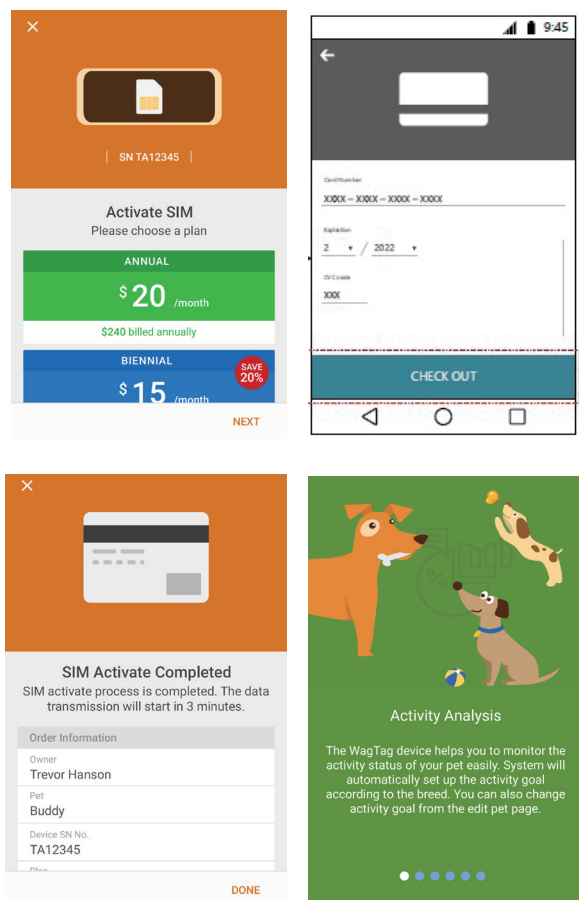 SN TA12345
Activate SIM
Please choose a plan
ANNUAL
$ 20 /month
$240 billed annually
BIENNIAL
SAVE
20%
$ 15 /month
NEXT
9:45
Card Number
XXXX – XXXX – XXXX – XXXX
Expiration
2 / 2022
CVC code
XXX
CHECK OUT
SIM Activate Completed
SIM activate process is completed. The data
transmission will start in 3 minutes.
Order Information
Owner
Trevor Hanson
Pet
Buddy
Device SN No.
TA12345
Plan
DONE
%
Activity Analysis
The WagTag device helps you to monitor the
activity status of your pet easily. System will
automatically set up the activity goal
according to the breed. You can also change
activity goal from the edit pet page.